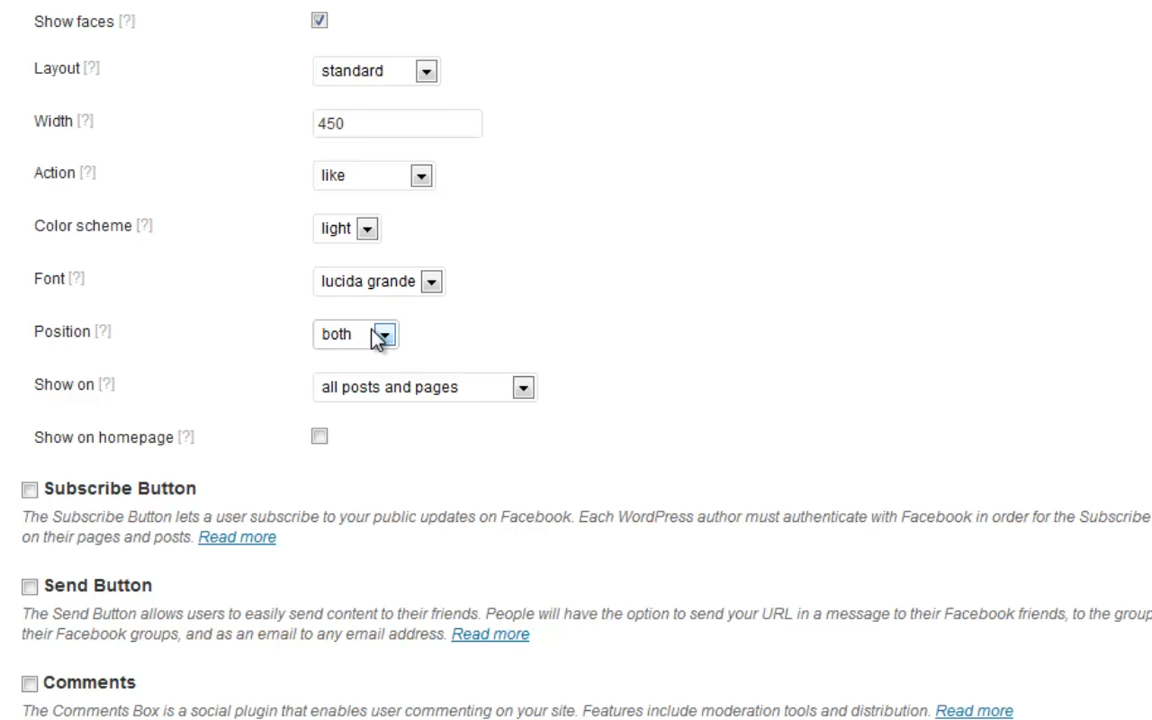 Show faces [?]
Layout [?] standard
Width [?] 450
Action [?] like
Color scheme [?] light
Font [?] lucida grande
Position [?] both
Show on [?] all posts and pages
Show on homepage [?]
Subscribe Button
The Subscribe Button lets a user subscribe to your public updates on Facebook. Each WordPress author must authenticate with Facebook in order for the Subscribe
on their pages and posts. Read more
Send Button
The Send Button allows users to easily send content to their friends. People will have the option to send your URL in a message to their Facebook friends, to the group
their Facebook groups, and as an email to any email address. Read more
Comments
The Comments Box is a social plugin that enables user commenting on your site. Features include moderation tools and distribution. Read more